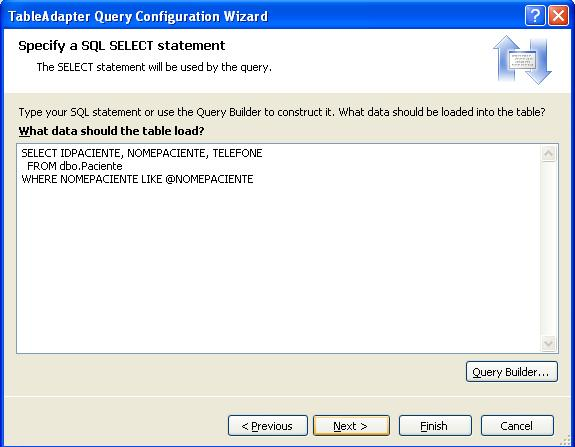 TableAdapter Query Configuration Wizard
Specify a SQL SELECT statement
The SELECT statement will be used by the query.
Type your SQL statement or use the Query Builder to construct it. What data should be loaded into the table?
What data should the table load?
SELECT IDPACIENTE, NOMEPACIENTE, TELEFONE
FROM dbo.Paciente
WHERE NOMEPACIENTE LIKE @NOMEPACIENTE
Query Builder...
< Previous
Next >
Finish
Cancel